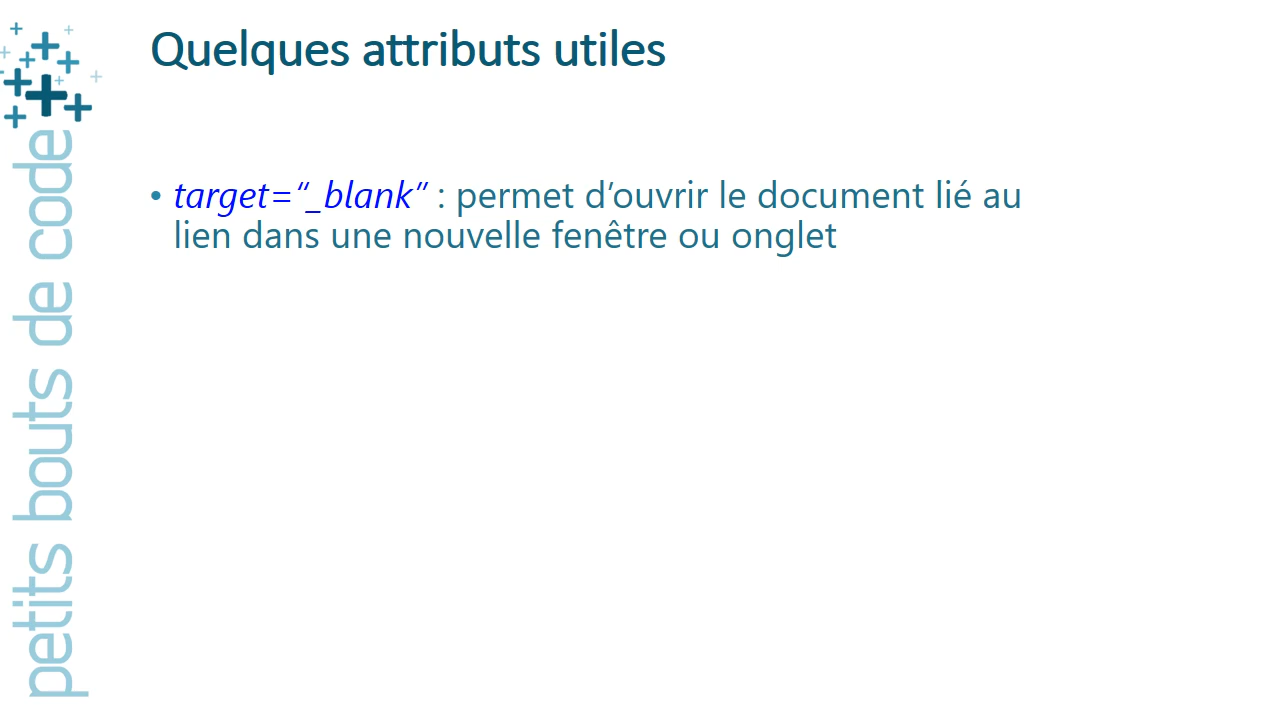 Quelques attributs utiles
• target=“_blank” : permet d’ouvrir le document lié au
lien dans une nouvelle fenêtre ou onglet
petits bouts de code